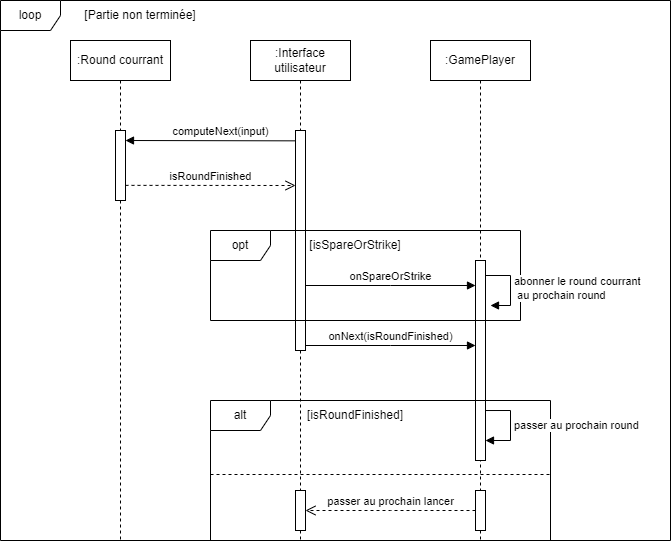 loop
[Partie non terminée]
:Round courrant
:Interface
utilisateur
:GamePlayer
computeNext(input)
isRoundFinished
opt
[isSpareOrStrike]
onSpareOrStrike
abonner le round courrant
au prochain round
onNext(isRoundFinished)
alt
[isRoundFinished]
passer au prochain round
passer au prochain lancer